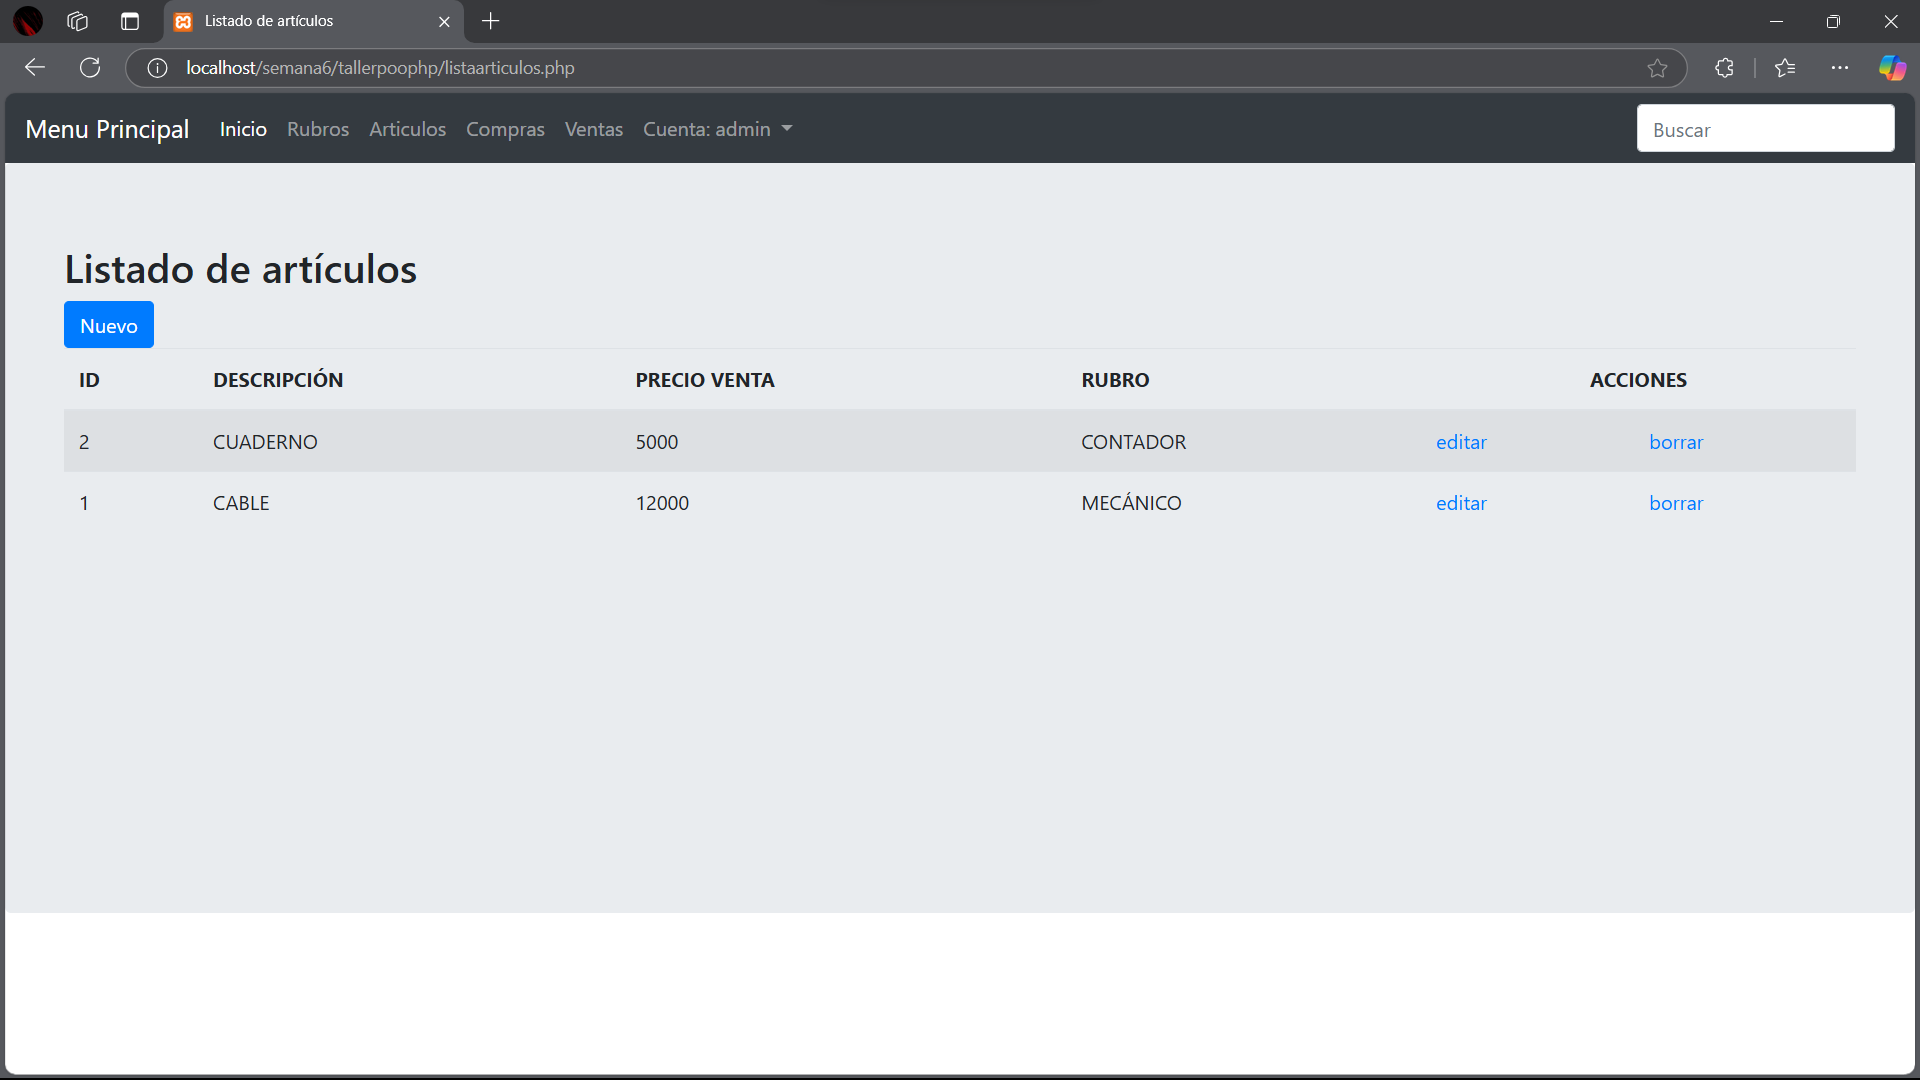 Listado de artículos
localhost/semana6/tallerpoophp/listaarticulos.php
Menu Principal Inicio Rubros Articulos Compras Ventas Cuenta: admin Buscar
Listado de artículos
Nuevo
ID DESCRIPCIÓN PRECIO VENTA RUBRO ACCIONES
2 CUADERNO 5000 CONTADOR editar borrar
1 CABLE 12000 MECÁNICO editar borrar